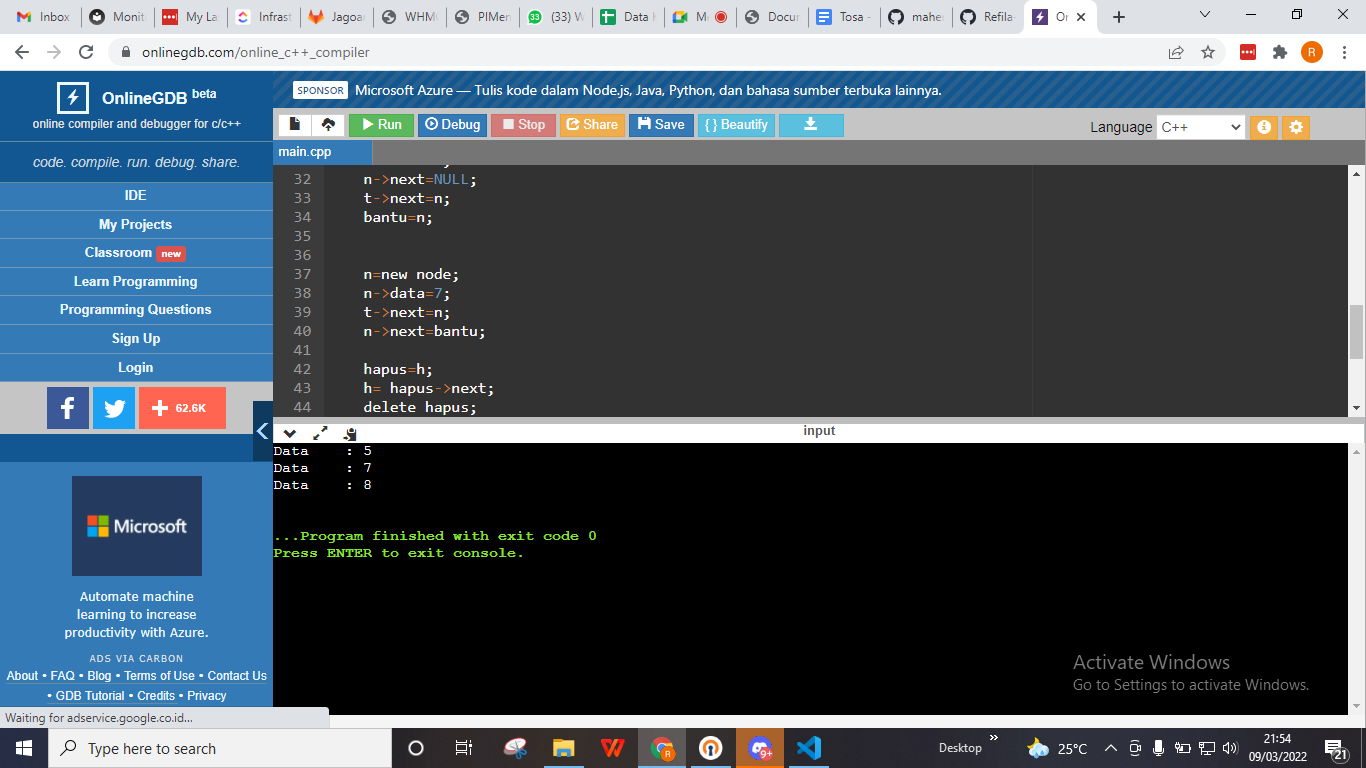 Inbox
Monit
My La
Infrast
Jagoa
WHM
PIMer
(33) W
Data
M
Docur
Tosa -
maher
Refila-
Or
onlinegdb.com/online_c++_compiler
R
OnlineGDB beta
online compiler and debugger for c/c++
code. compile. run. debug. share.
IDE
My Projects
Classroom new
Learn Programming
Programming Questions
Sign Up
Login
62.6K
Microsoft
Automate machine
learning to increase
productivity with Azure.
ADS VIA CARBON
About • FAQ • Blog • Terms of Use • Contact Us
• GDB Tutorial • Credits • Privacy
Waiting for adservice.google.co.id...
SPONSOR Microsoft Azure — Tulis kode dalam Node.js, Java, Python, dan bahasa sumber terbuka lainnya.
Run Debug Stop Share Save { } Beautify
Language C++
main.cpp
32 n->next=NULL;
33 t->next=n;
34 bantu=n;
35
36
37 n=new node;
38 n->data=7;
39 t->next=n;
40 n->next=bantu;
41
42 hapus=h;
43 h= hapus->next;
44 delete hapus;
input
Data : 5
Data : 7
Data : 8
...Program finished with exit code 0
Press ENTER to exit console.
Activate Windows
Go to Settings to activate Windows.
Type here to search
R
9+
Desktop
25°C
21:54
09/03/2022
21